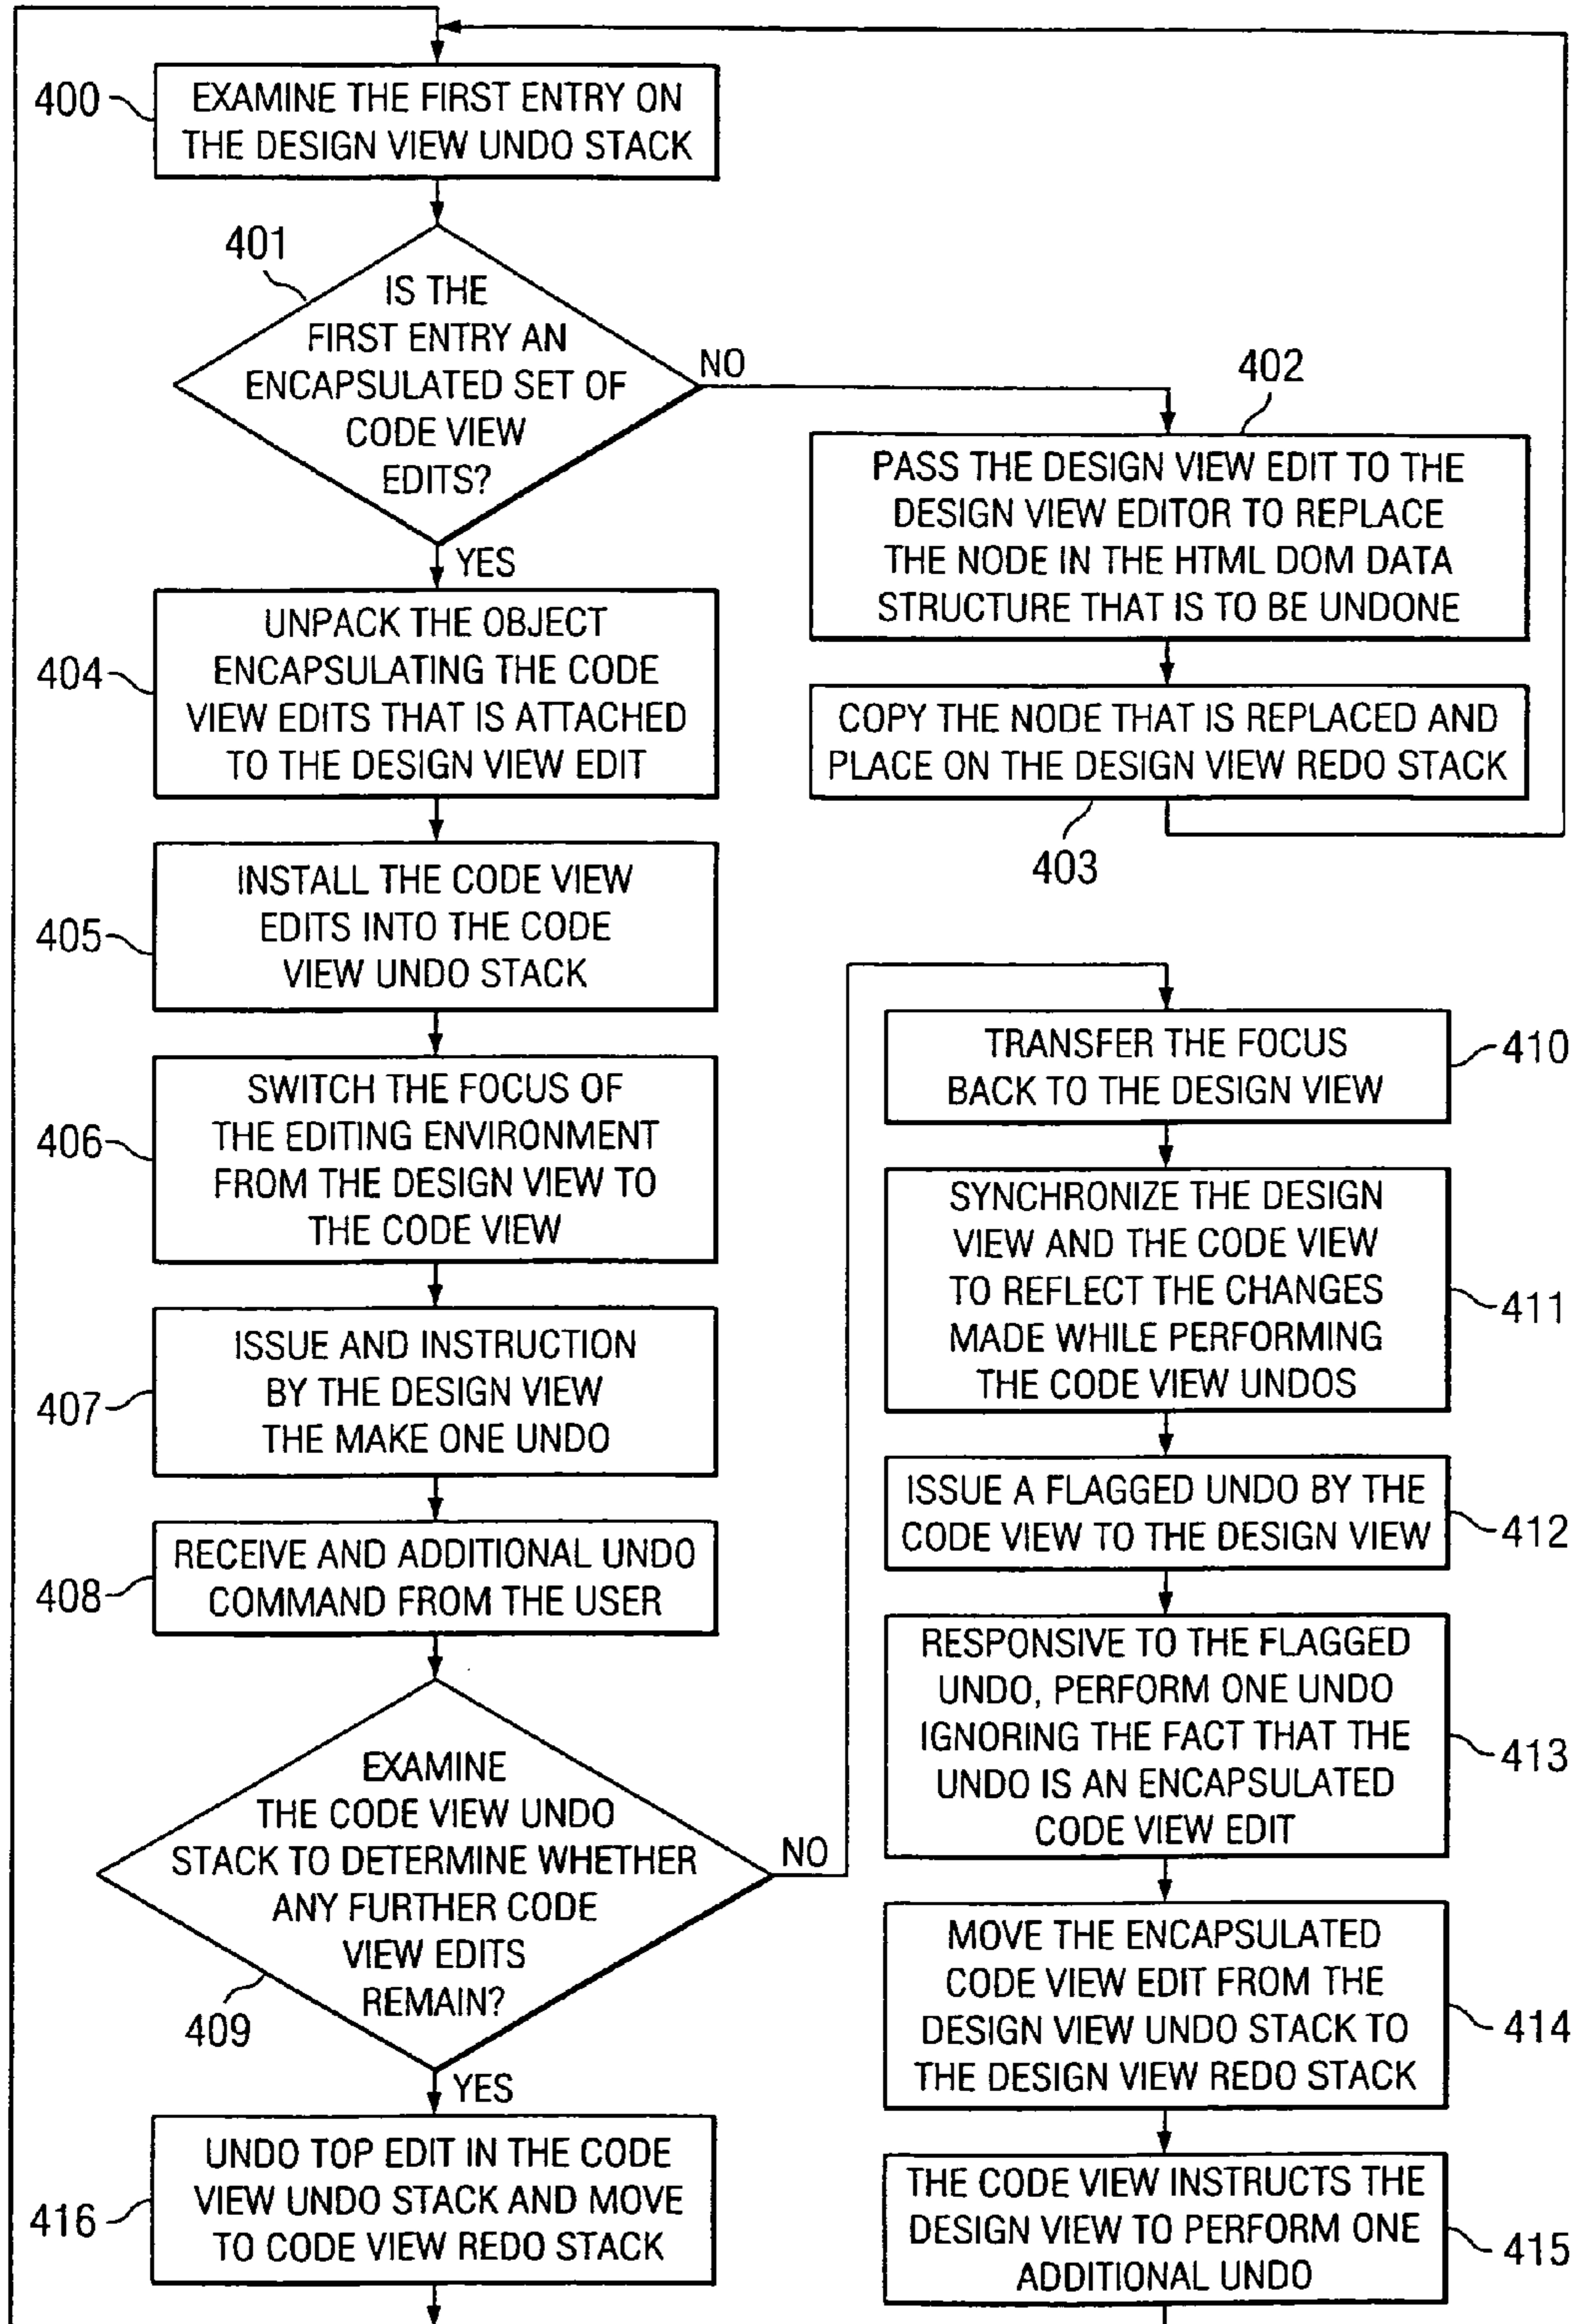 400
EXAMINE THE FIRST ENTRY ON
THE DESIGN VIEW UNDO STACK
401
IS THE
FIRST ENTRY AN
ENCAPSULATED SET OF
CODE VIEW
EDITS?
NO
YES
402
PASS THE DESIGN VIEW EDIT TO THE
DESIGN VIEW EDITOR TO REPLACE
THE NODE IN THE HTML DOM DATA
STRUCTURE THAT IS TO BE UNDONE
COPY THE NODE THAT IS REPLACED AND
PLACE ON THE DESIGN VIEW REDO STACK
403
404
UNPACK THE OBJECT
ENCAPSULATING THE CODE
VIEW EDITS THAT IS ATTACHED
TO THE DESIGN VIEW EDIT
405
INSTALL THE CODE VIEW
EDITS INTO THE CODE
VIEW UNDO STACK
406
SWITCH THE FOCUS OF
THE EDITING ENVIRONMENT
FROM THE DESIGN VIEW TO
THE CODE VIEW
407
ISSUE AND INSTRUCTION
BY THE DESIGN VIEW
THE MAKE ONE UNDO
408
RECEIVE AND ADDITIONAL UNDO
COMMAND FROM THE USER
EXAMINE
THE CODE VIEW UNDO
STACK TO DETERMINE WHETHER
ANY FURTHER CODE
VIEW EDITS
REMAIN?
409
NO
YES
416
UNDO TOP EDIT IN THE CODE
VIEW UNDO STACK AND MOVE
TO CODE VIEW REDO STACK
TRANSFER THE FOCUS
BACK TO THE DESIGN VIEW
410
SYNCHRONIZE THE DESIGN
VIEW AND THE CODE VIEW
TO REFLECT THE CHANGES
MADE WHILE PERFORMING
THE CODE VIEW UNDOS
411
ISSUE A FLAGGED UNDO BY THE
CODE VIEW TO THE DESIGN VIEW
412
RESPONSIVE TO THE FLAGGED
UNDO, PERFORM ONE UNDO
IGNORING THE FACT THAT THE
UNDO IS AN ENCAPSULATED
CODE VIEW EDIT
413
MOVE THE ENCAPSULATED
CODE VIEW EDIT FROM THE
DESIGN VIEW UNDO STACK TO
THE DESIGN VIEW REDO STACK
414
THE CODE VIEW INSTRUCTS THE
DESIGN VIEW TO PERFORM ONE
ADDITIONAL UNDO
415